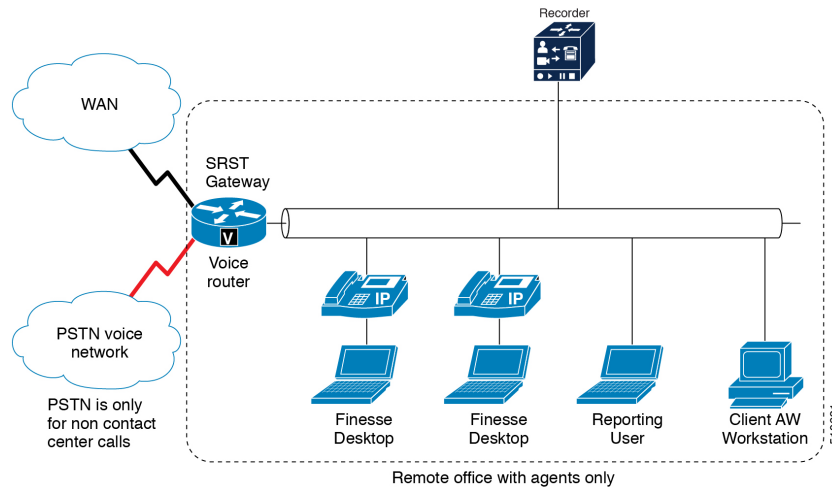 Recorder
WAN
SRST
Gateway
V
Voice
router
IP
IP
PSTN voice
network
PSTN is only
for non contact
center calls
Finesse
Desktop
Finesse
Desktop
Reporting
User
Client AW
Workstation
Remote office with agents only